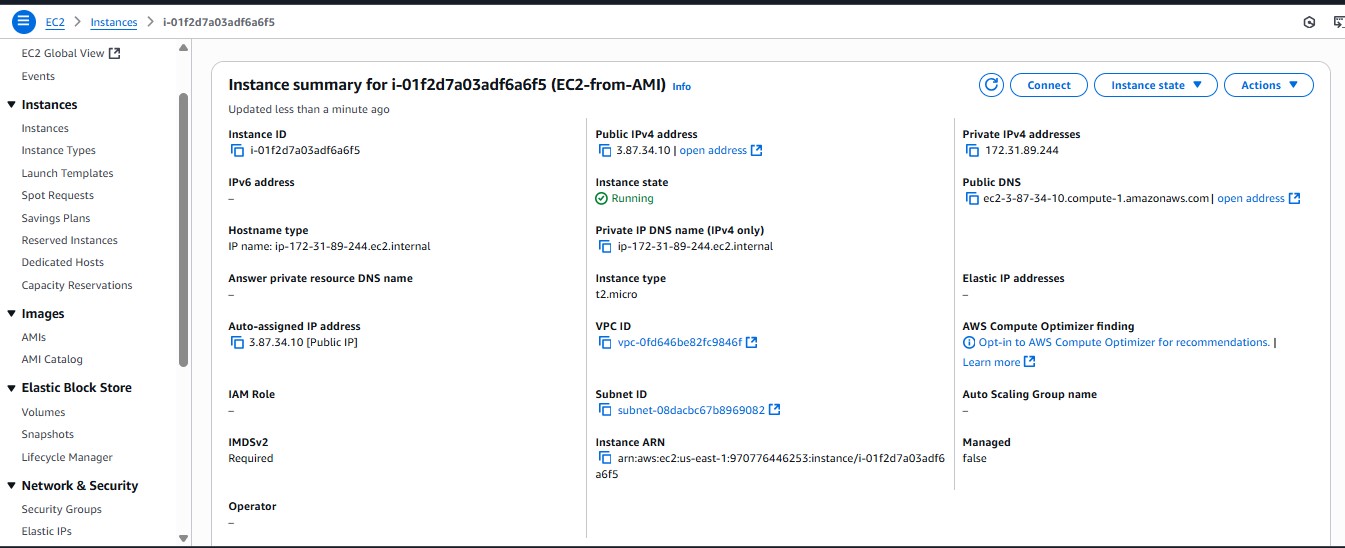 EC2 > Instances > i-01f2d7a03adf6a6f5
EC2 Global View
Events
Instances
Instances
Instance Types
Launch Templates
Spot Requests
Savings Plans
Reserved Instances
Dedicated Hosts
Capacity Reservations
Images
AMIs
AMI Catalog
Elastic Block Store
Volumes
Snapshots
Lifecycle Manager
Network & Security
Security Groups
Elastic IPs
Instance summary for i-01f2d7a03adf6a6f5 (EC2-from-AMI) Info
Connect
Instance state
Actions
Updated less than a minute ago
Instance ID
i-01f2d7a03adf6a6f5
Public IPv4 address
3.87.34.10 | open address
Private IPv4 addresses
172.31.89.244
IPv6 address
–
Instance state
Running
Public DNS
ec2-3-87-34-10.compute-1.amazonaws.com | open address
Hostname type
IP name: ip-172-31-89-244.ec2.internal
Private IP DNS name (IPv4 only)
ip-172-31-89-244.ec2.internal
Answer private resource DNS name
–
Instance type
t2.micro
Elastic IP addresses
–
Auto-assigned IP address
3.87.34.10 [Public IP]
VPC ID
vpc-0fd646be82fc9846f
AWS Compute Optimizer finding
Opt-in to AWS Compute Optimizer for recommendations. |
Learn more
IAM Role
–
Subnet ID
subnet-08dacbc67b8969082
Auto Scaling Group name
–
IMDSv2
Required
Instance ARN
arn:aws:ec2:us-east-1:970776446253:instance/i-01f2d7a03adf6
a6f5
Managed
false
Operator
–